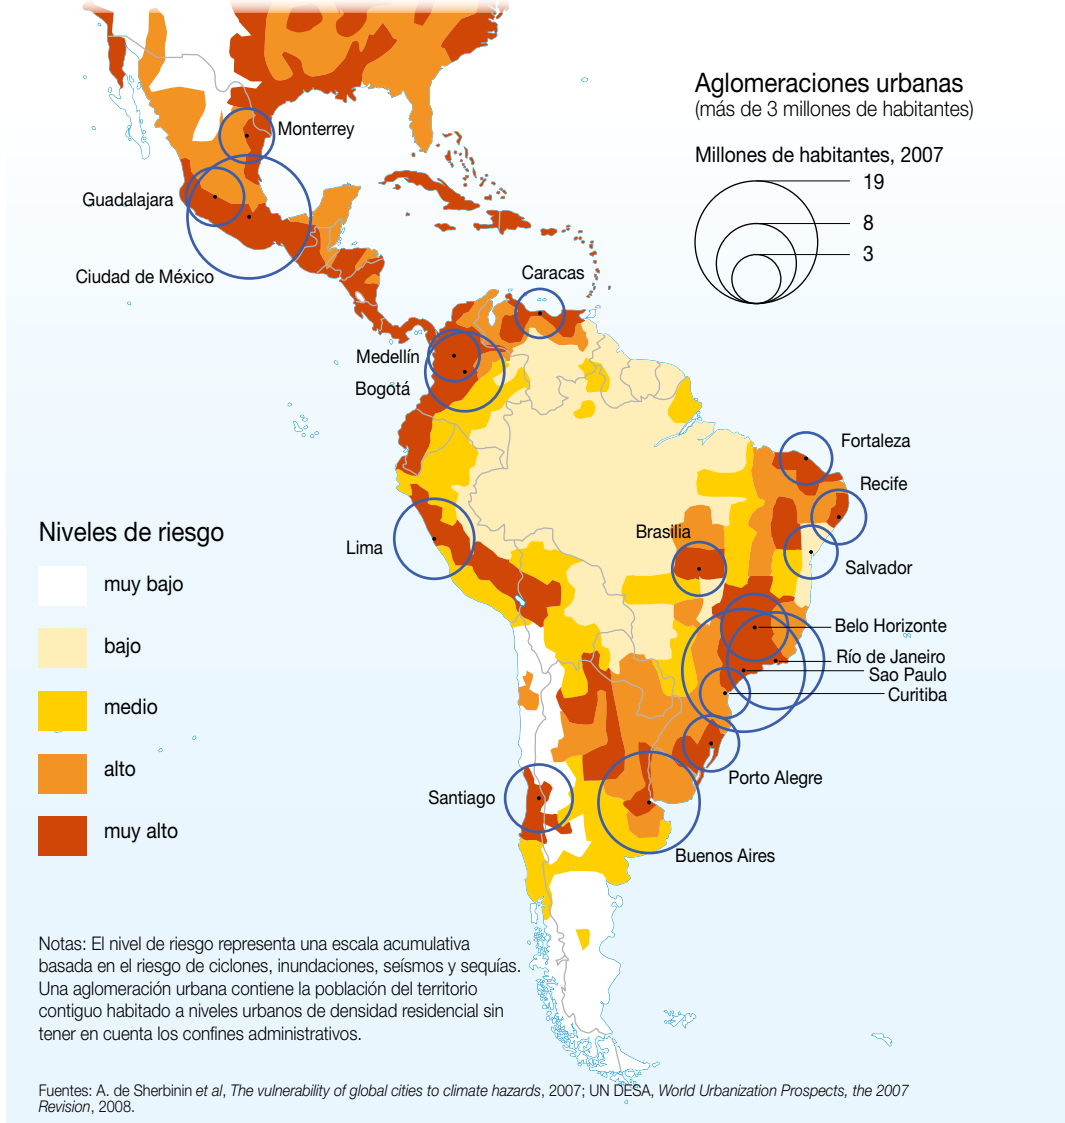 Aglomeraciones urbanas
(más de 3 millones de habitantes)
Millones de habitantes, 2007
19
8
3
Monterrey
Guadalajara
Ciudad de México
Caracas
Medellín
Bogotá
Fortaleza
Recife
Brasilia
Lima
Salvador
Belo Horizonte
Río de Janeiro
Sao Paulo
Curitiba
Porto Alegre
Santiago
Buenos Aires
Niveles de riesgo
muy bajo
bajo
medio
alto
muy alto
Notas: El nivel de riesgo representa una escala acumulativa
basada en el riesgo de ciclones, inundaciones, seísmos y sequías.
Una aglomeración urbana contiene la población del territorio
contiguo habitado a niveles urbanos de densidad residencial sin
tener en cuenta los confines administrativos.
Fuentes: A. de Sherbinin et al, The vulnerability of global cities to climate hazards, 2007; UN DESA, World Urbanization Prospects, the 2007
Revision, 2008.